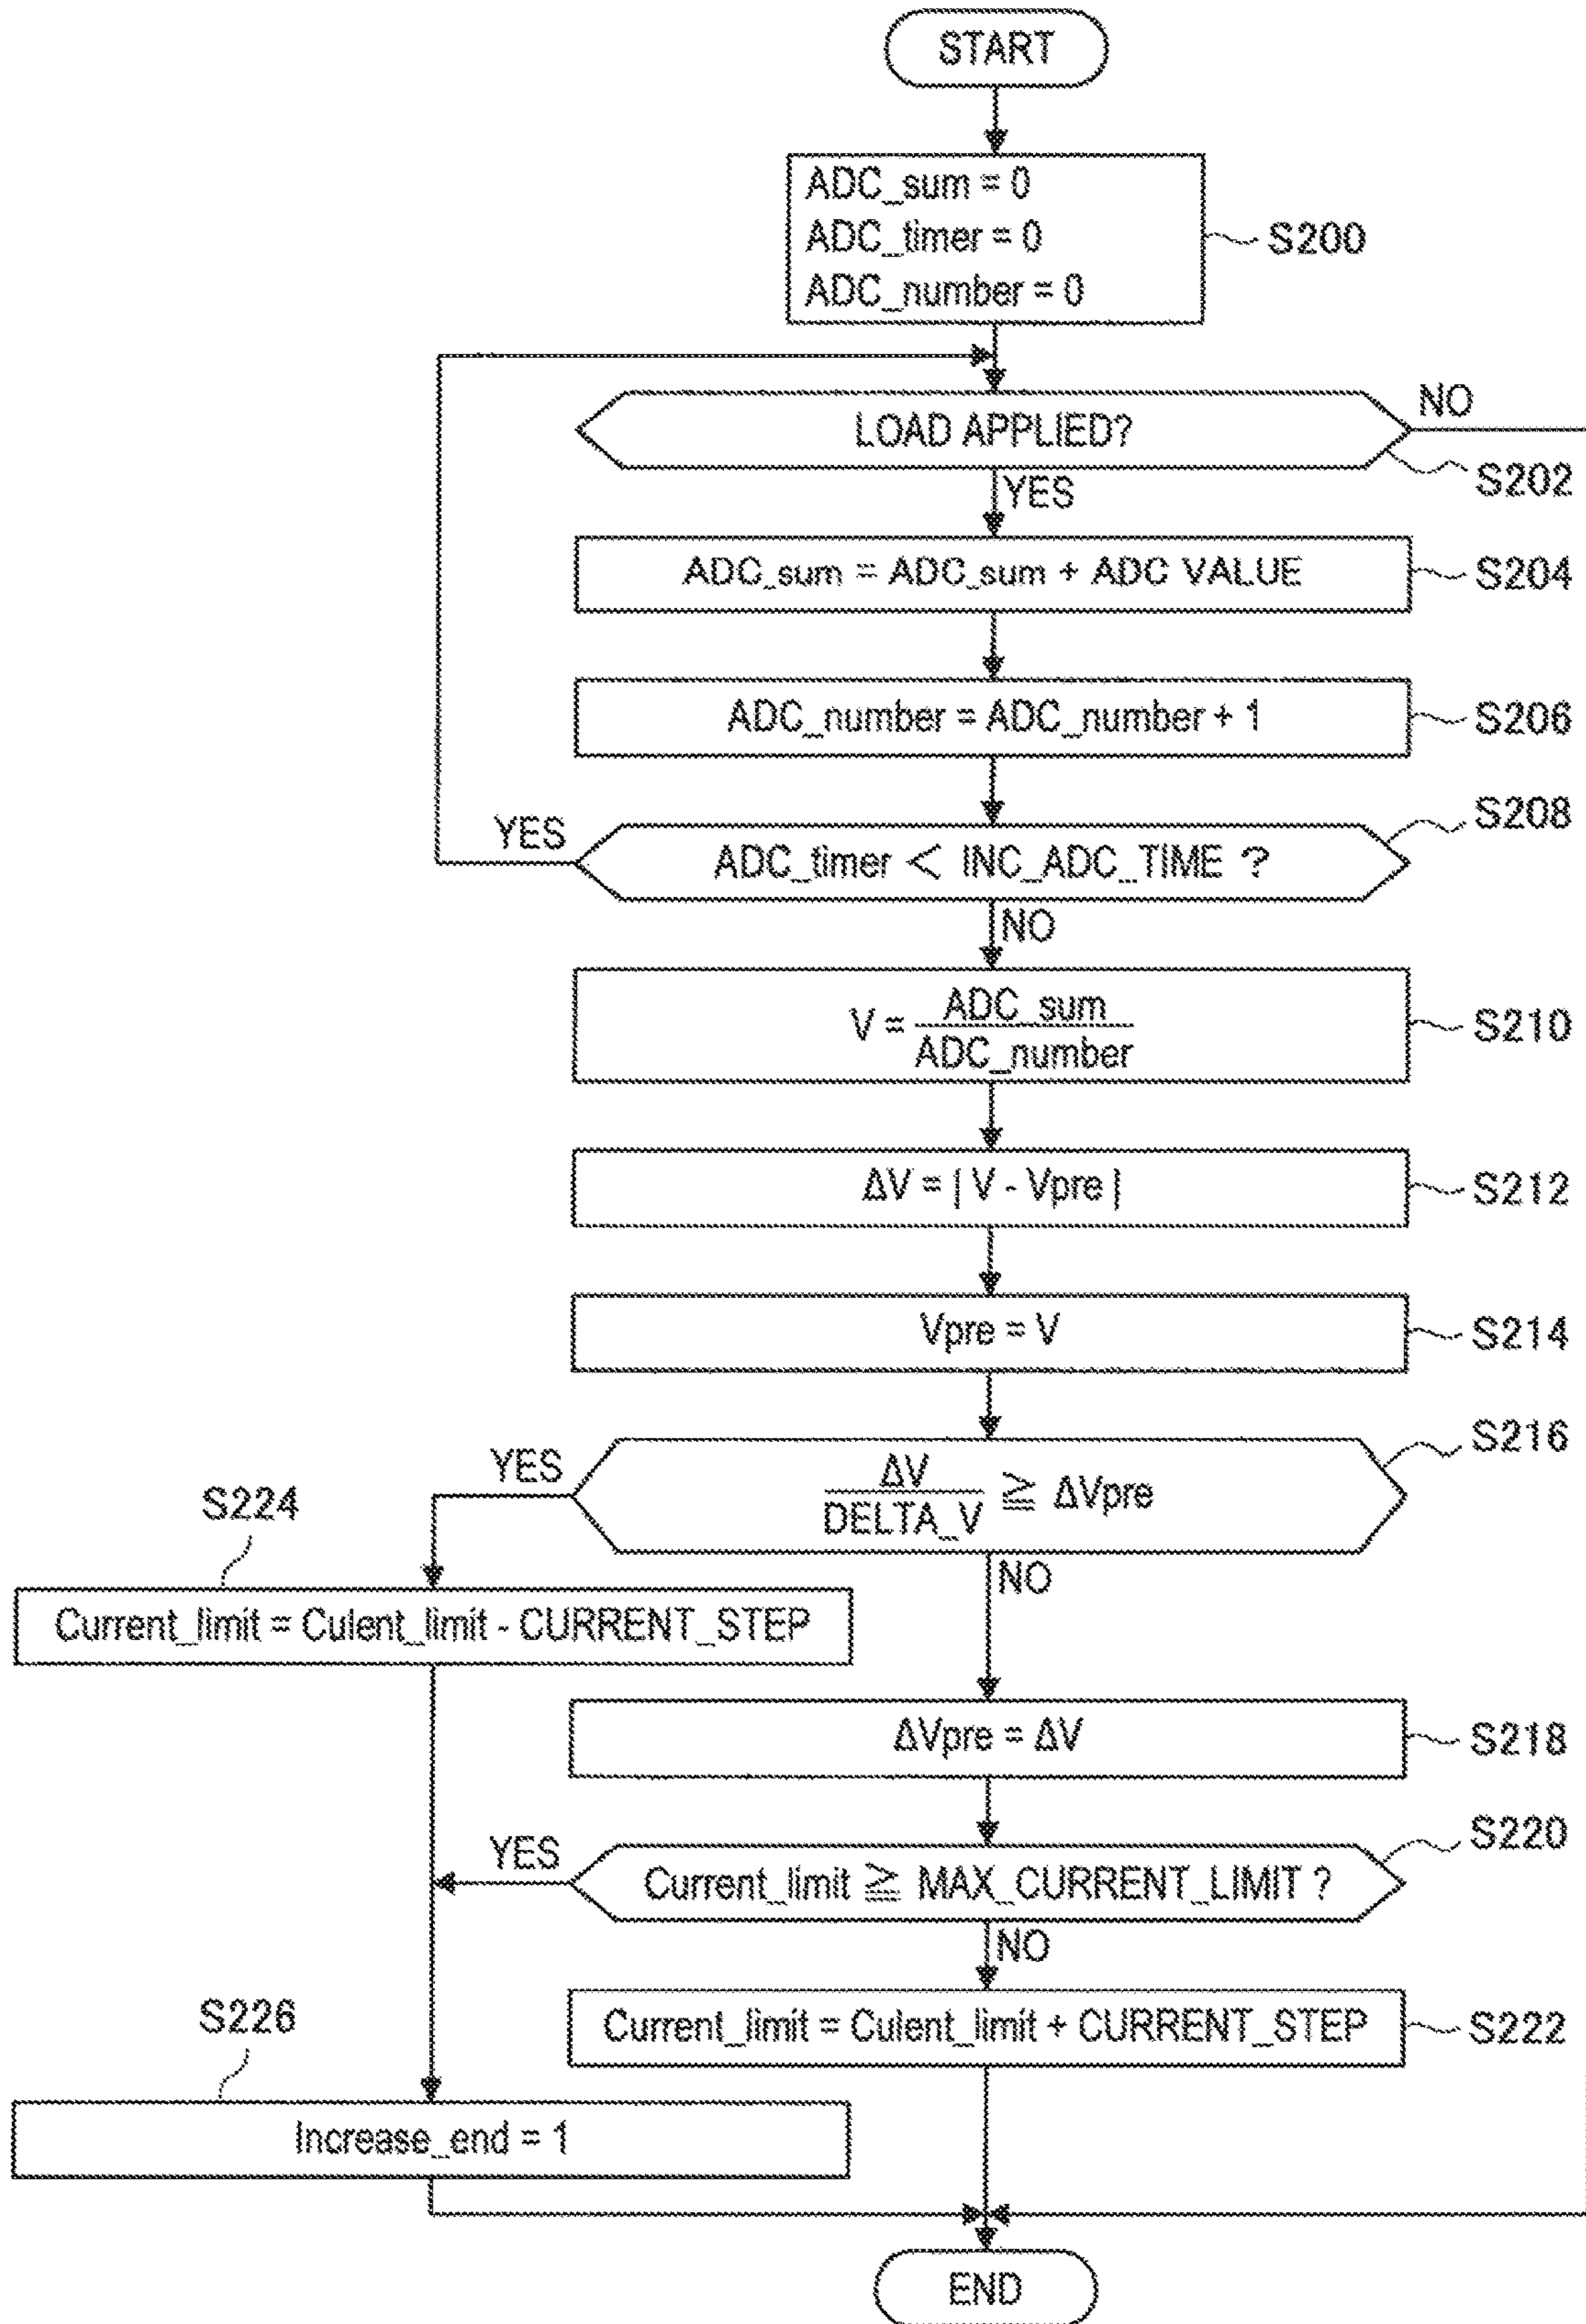 START
ADC_sum = 0
ADC_timer = 0
ADC_number = 0
S200
LOAD APPLIED?
NO
S202
YES
ADC_sum = ADC_sum + ADC VALUE
S204
ADC_number = ADC_number + 1
S206
S208
YES
ADC_timer < INC_ADC_TIME ?
NO
V = ADC_sum
ADC_number
S210
ΔV = | V - Vpre |
S212
Vpre = V
S214
S216
YES
ΔV
DELTA_V ≧ ΔVpre
S224
NO
Current_limit = Culent_limit - CURRENT_STEP
ΔVpre = ΔV
S218
S220
YES
Current_limit ≧ MAX_CURRENT_LIMIT ?
NO
S226
Current_limit = Culent_limit + CURRENT_STEP
S222
Increase_end = 1
END